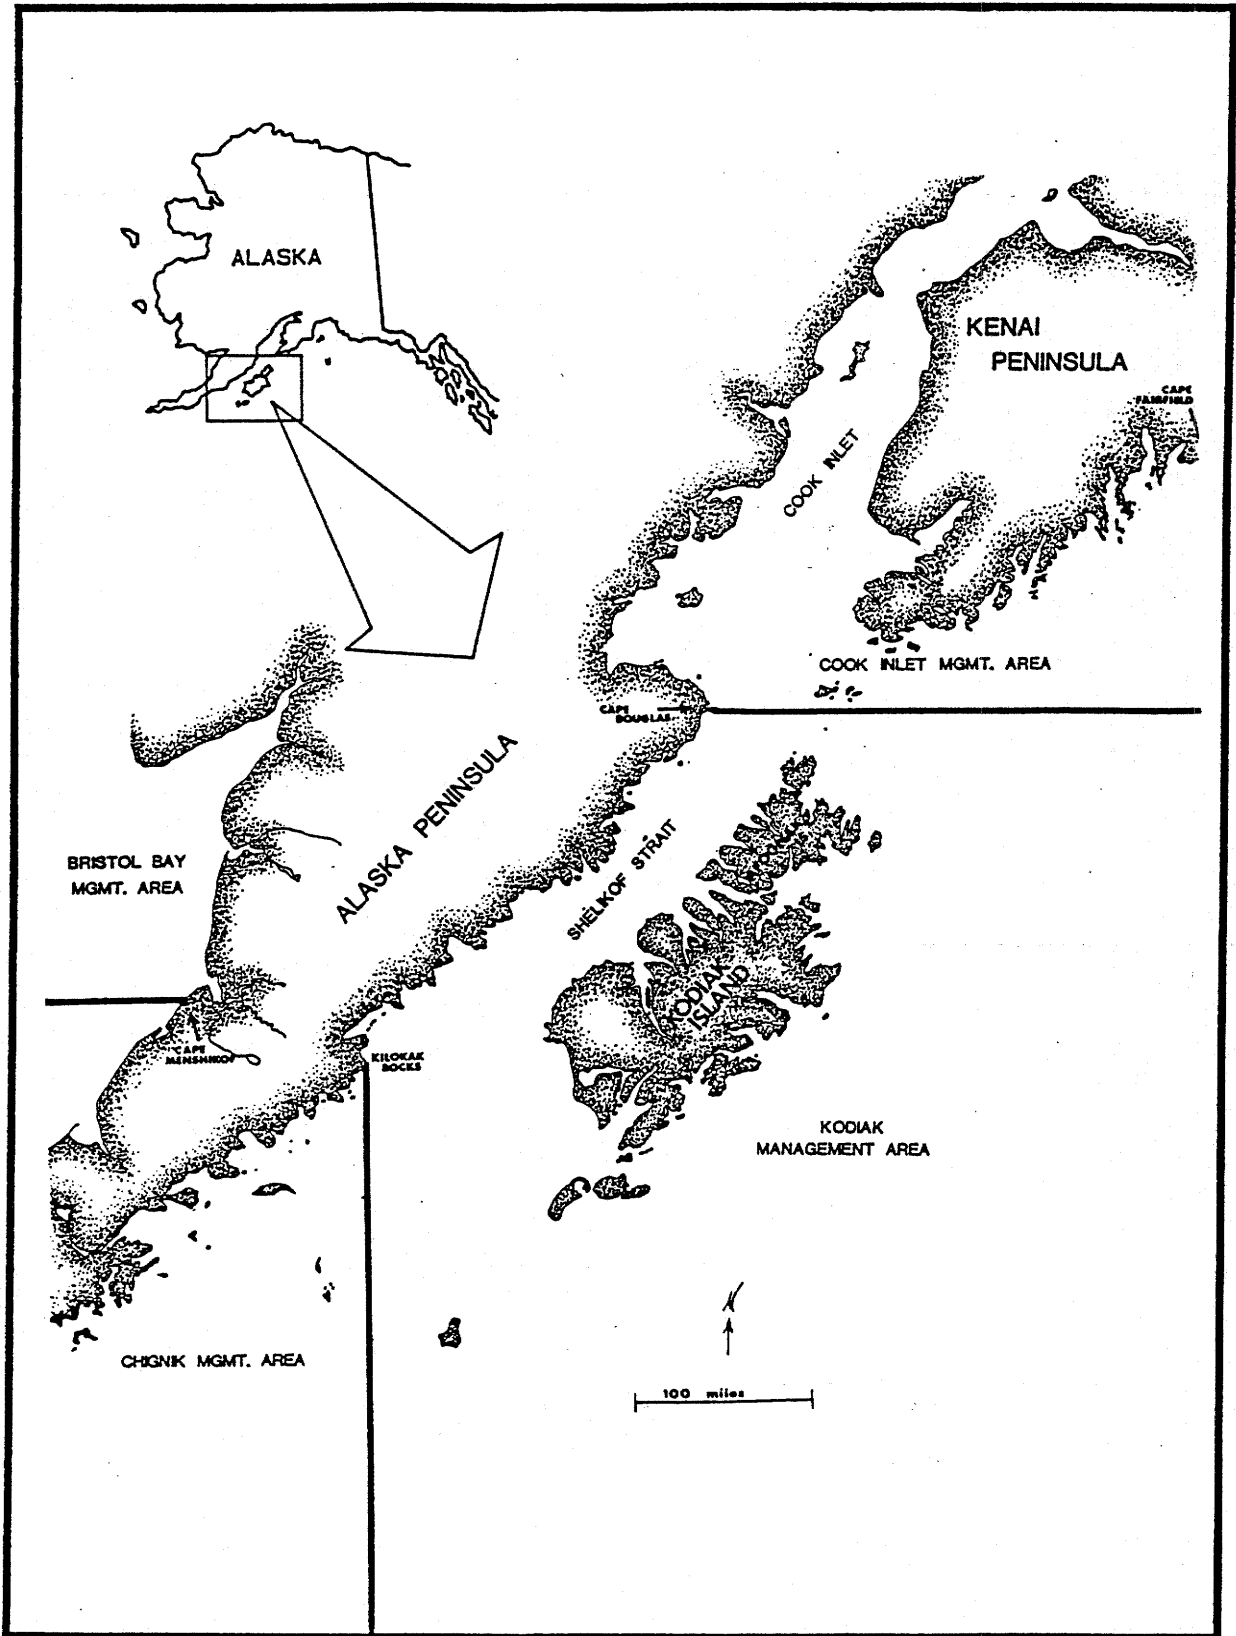 ALASKA
KENAI
PENINSULA
CAPE
FAIRFIELD
COOK INLET
COOK INLET MGMT. AREA
CAPE
DOUGLAS
ALASKA PENINSULA
SHELIKOF STRAIT
BRISTOL BAY
MGMT. AREA
KODIAK
ISLAND
CAPE
MENSHIKOF
KILOKAK
ROCKS
KODIAK
MANAGEMENT AREA
CHIGNIK MGMT. AREA
100 miles